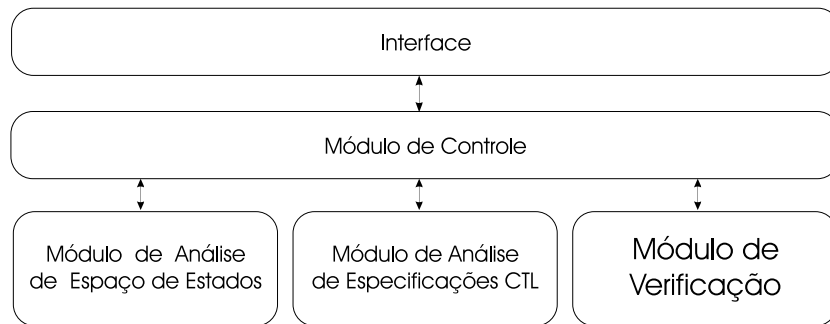 Interface
Módulo de Controle
Módulo de Análise
de Espaço de Estados
Módulo de Análise
de Especificações CTL
Módulo de
Verificação